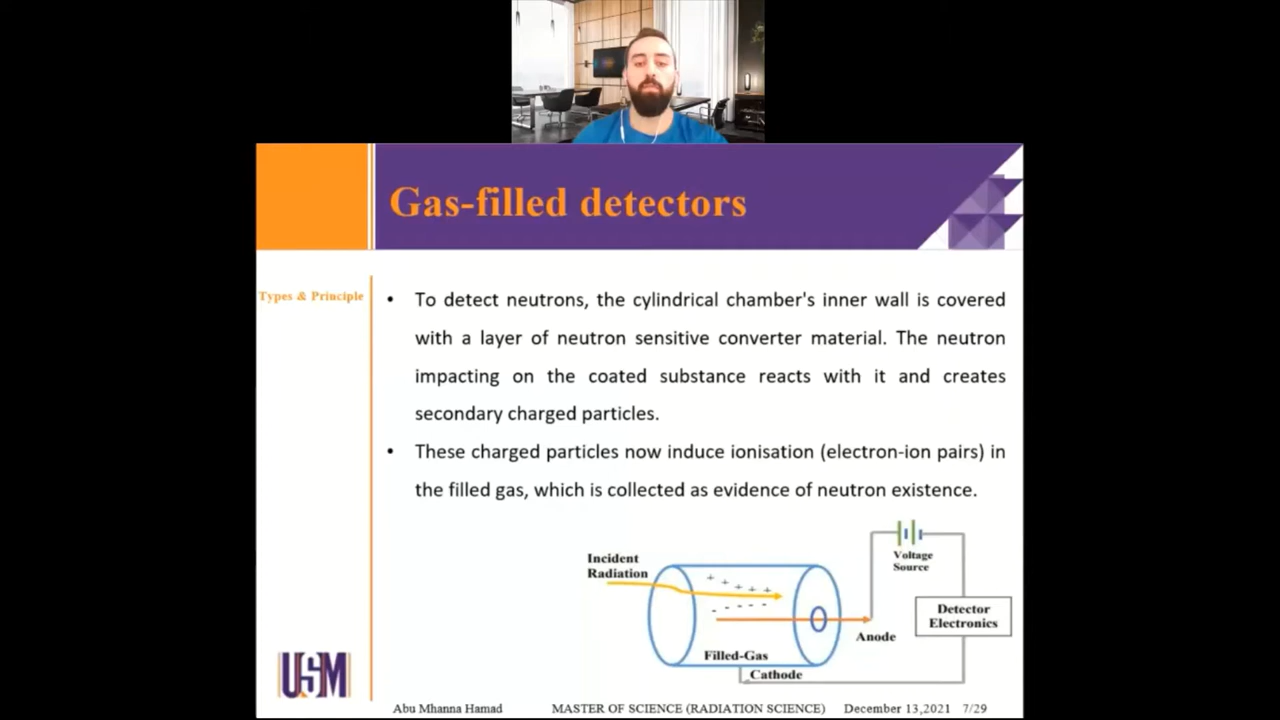 Gas-filled detectors
Types & Principle
• To detect neutrons, the cylindrical chamber's inner wall is covered
with a layer of neutron sensitive converter material. The neutron
impacting on the coated substance reacts with it and creates
secondary charged particles.
• These charged particles now induce ionisation (electron-ion pairs) in
the filled gas, which is collected as evidence of neutron existence.
Incident
Radiation
+ + + + +
- - - - -
Filled-Gas
Cathode
Anode
Voltage
Source
Detector
Electronics
USM
Abu Mhanna Hamad MASTER OF SCIENCE (RADIATION SCIENCE) December 13,2021 7/29